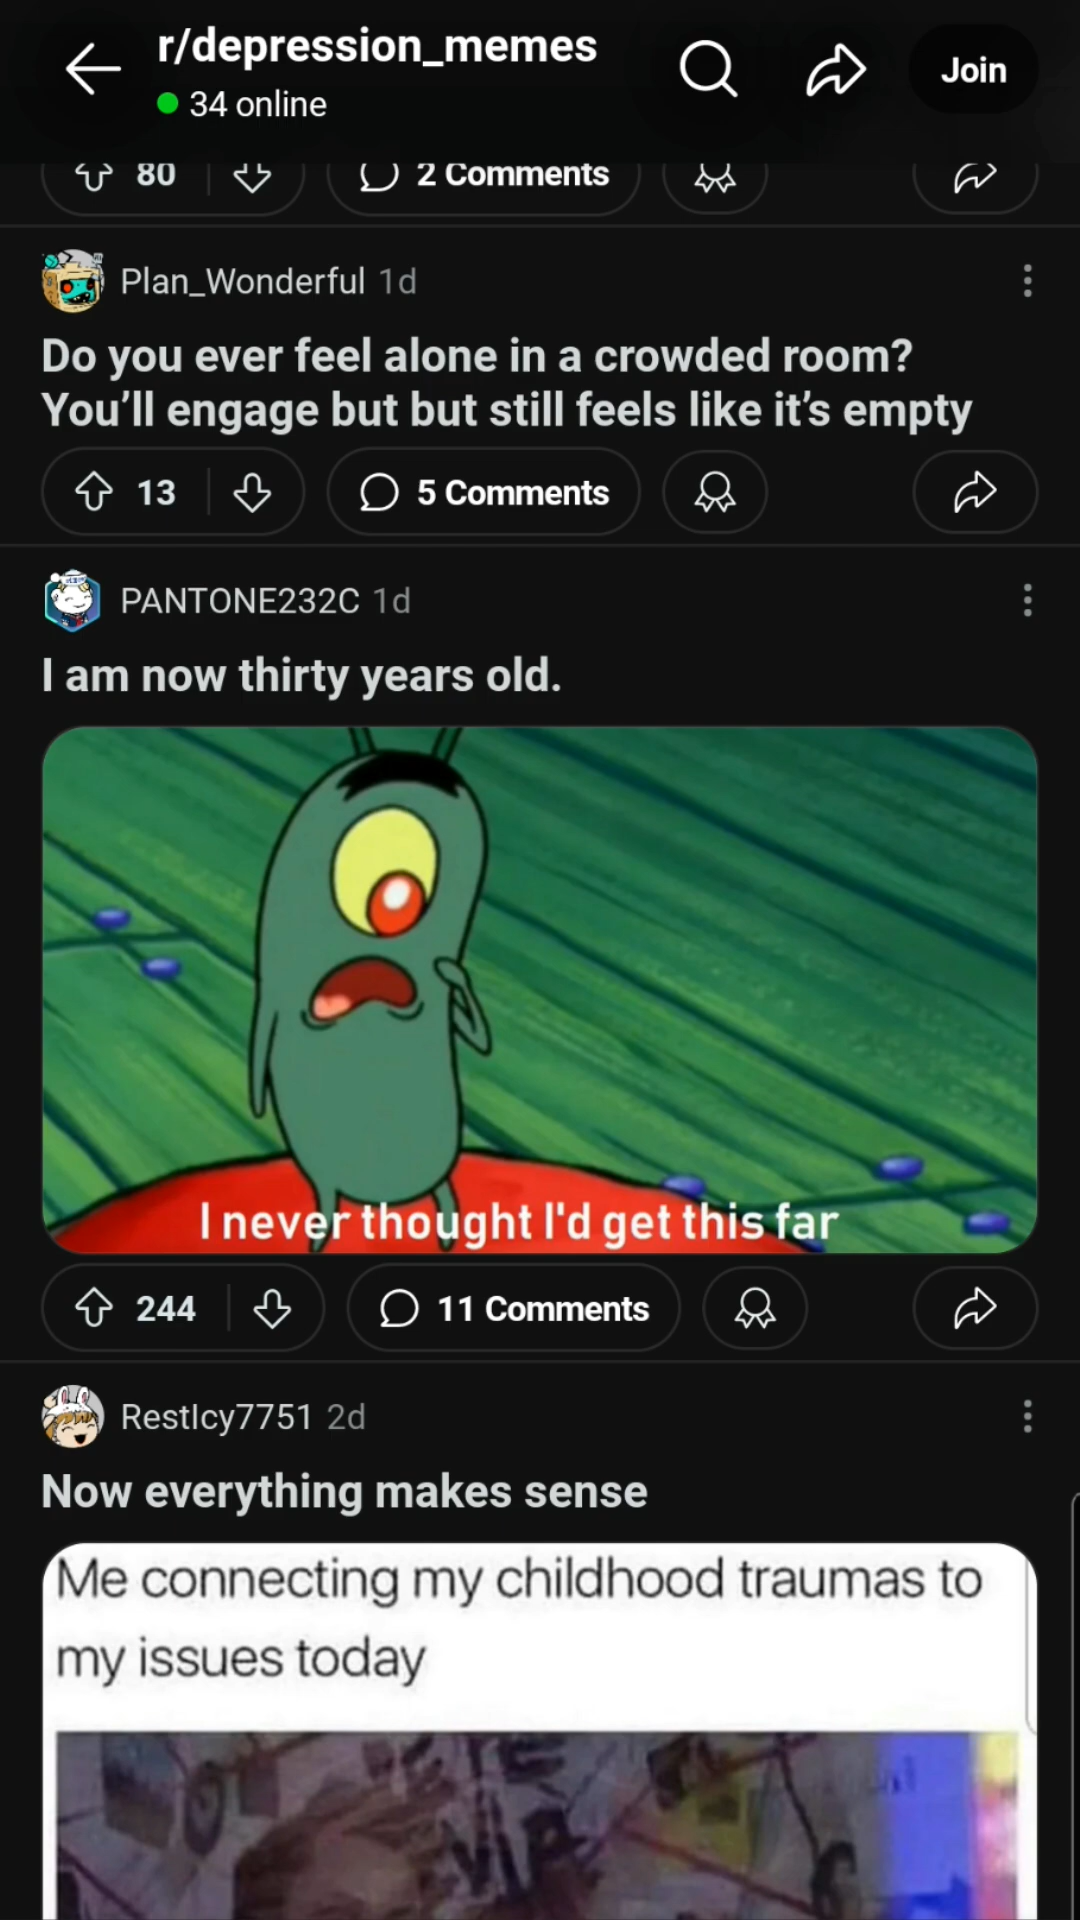 r/depression_memes
34 online
Join
80
2 Comments
Plan_Wonderful 1d
Do you ever feel alone in a crowded room?
You’ll engage but but still feels like it’s empty
13
5 Comments
PANTONE232C 1d
I am now thirty years old.
I never thought I'd get this far
244
11 Comments
RestIcy7751 2d
Now everything makes sense
Me connecting my childhood traumas to
my issues today